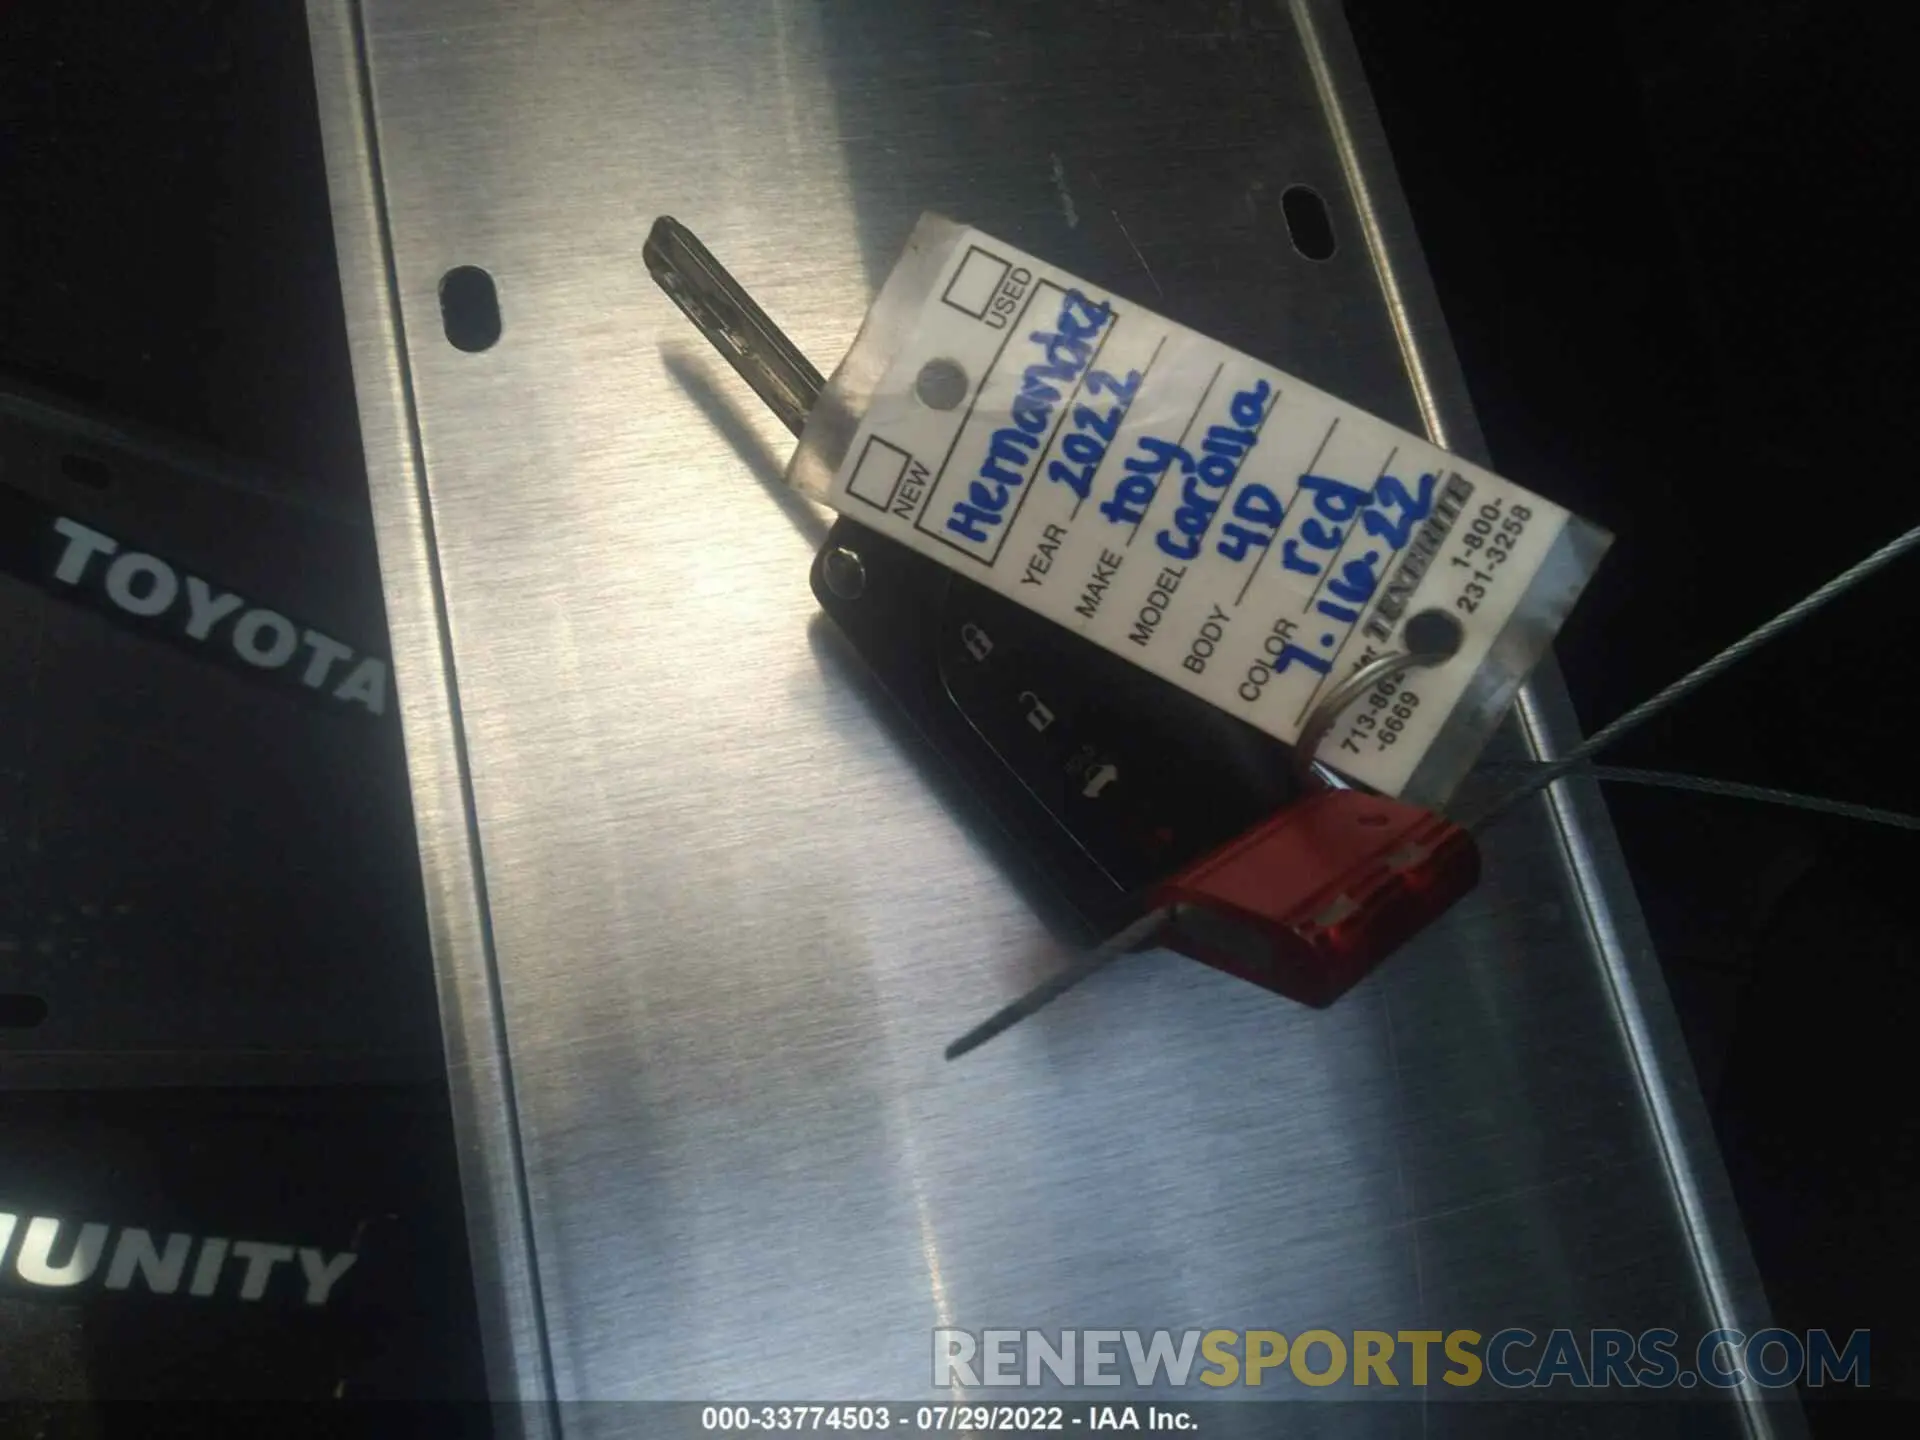 USED
NEW
Hernandez
YEAR 2022
MAKE toy
MODEL Corolla
BODY 4D
COLOR red
7.16.22
TEXERITE
1-800-
231-3258
713-862
-6669
TOYOTA
UNITY
RENEWSPORTSCARS.COM
000-33774503 - 07/29/2022 - IAA Inc.